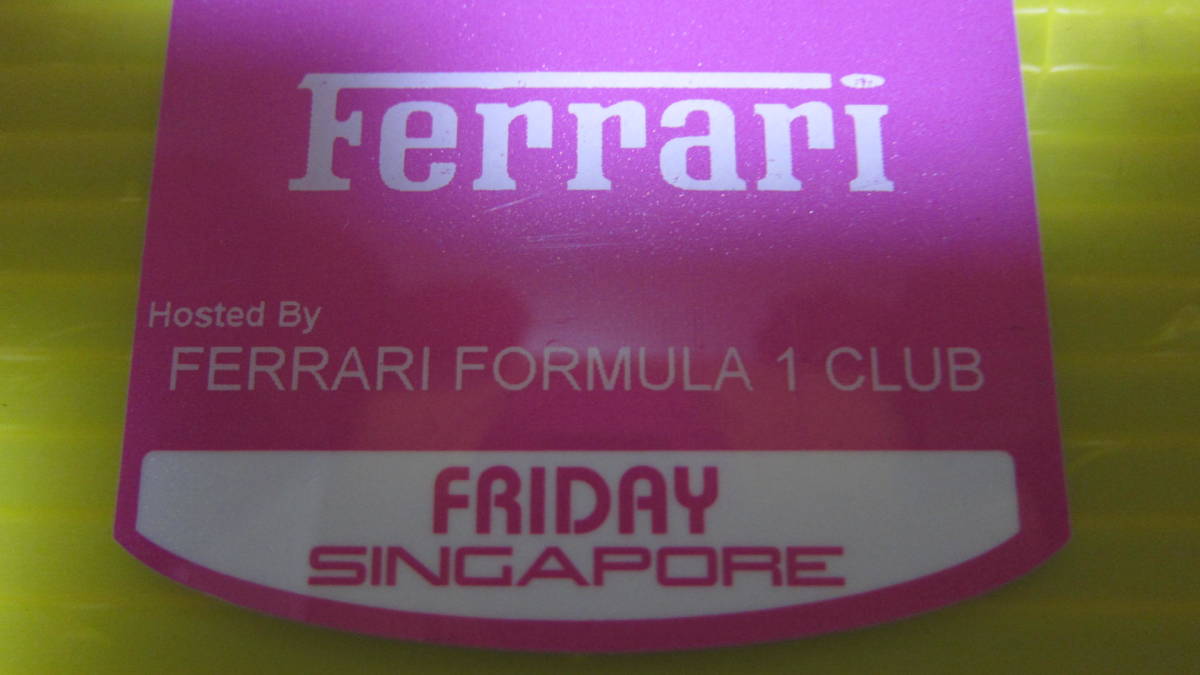 Ferrari
Hosted By
FERRARI FORMULA 1 CLUB
FRIDAY
SINGAPORE